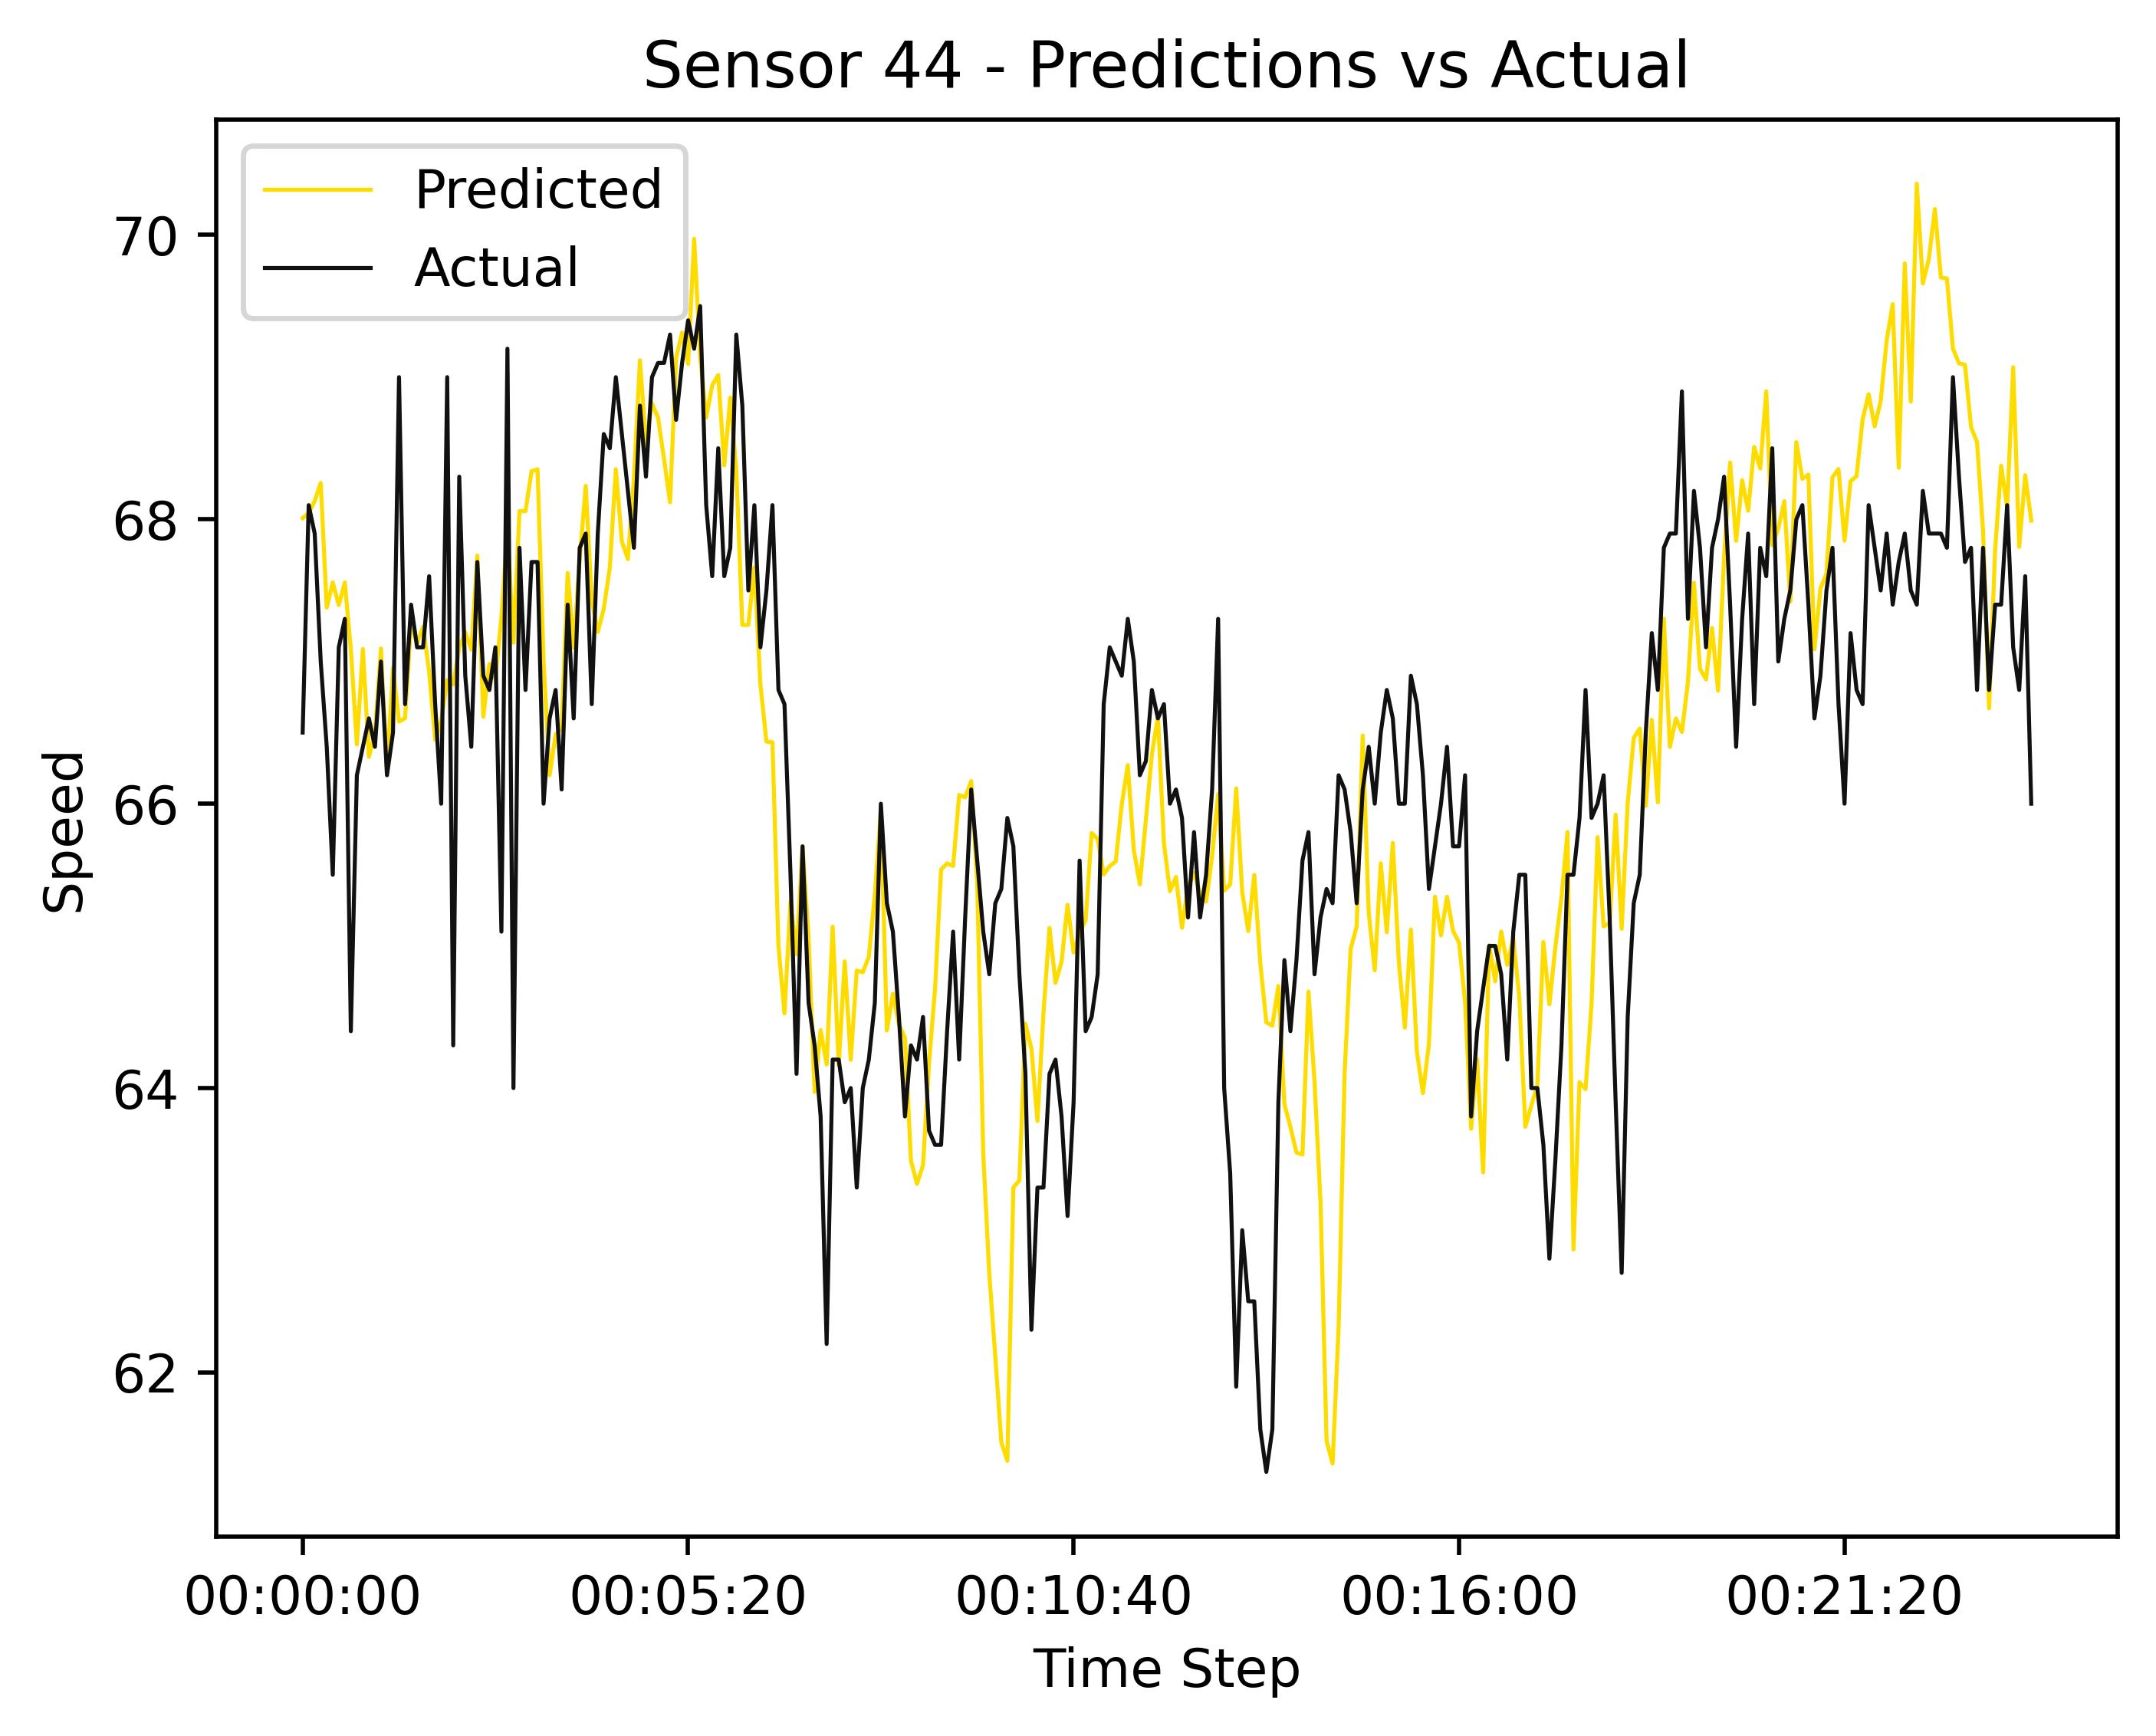 Sensor 44 - Predictions vs Actual
Predicted
Actual
70
68
66
64
62
Speed
00:00:00
00:05:20
00:10:40
00:16:00
00:21:20
Time Step